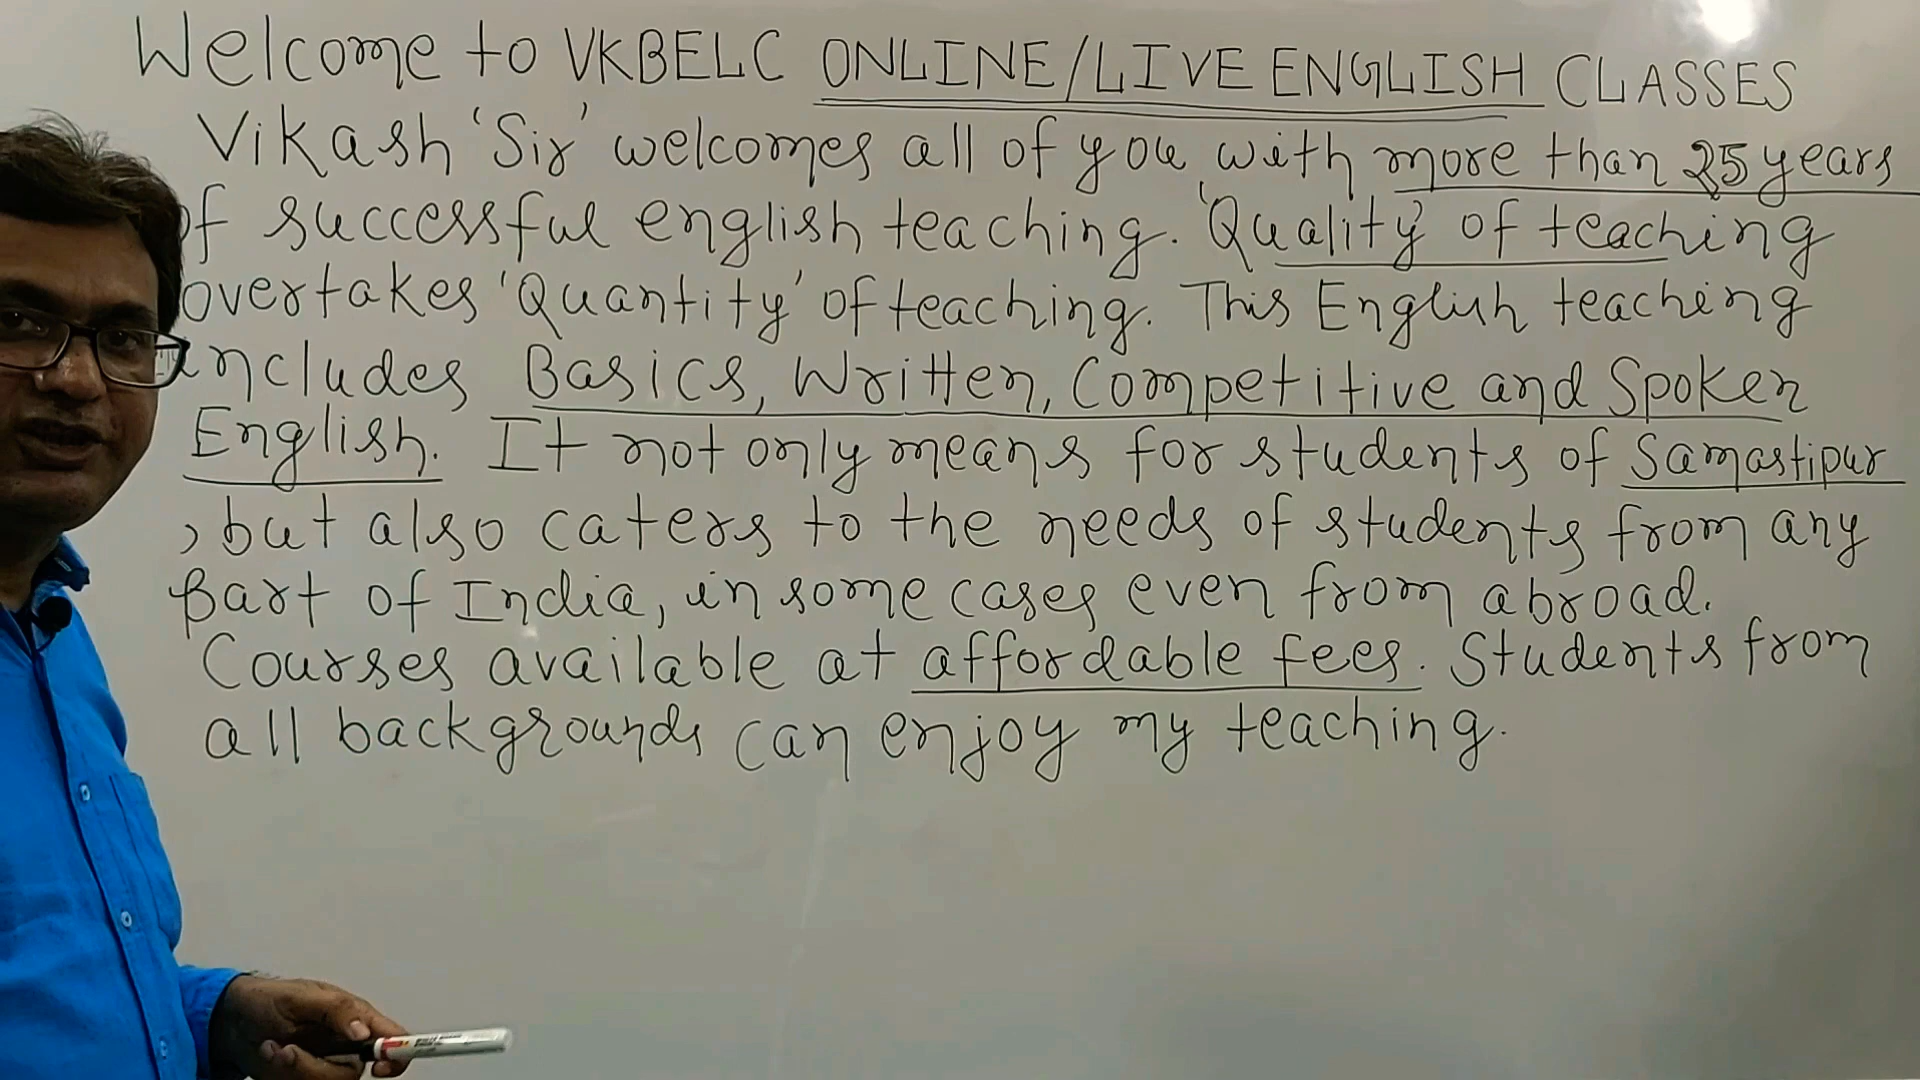 Welcome to VKBELC ONLINE/LIVE ENGLISH CLASSES
Vikash 'Sir' welcomes all of you with more than 25 years
of successful english teaching. 'Quality' of teaching
overtakes 'Quantity' of teaching. This English teaching
includes Basics, Written, Competitive and Spoken
English. It not only means for students of Samastipur
, but also caters to the needs of students from any
part of India, in some cases even from abroad.
Courses available at affordable fees. Students from
all backgrounds can enjoy my teaching.